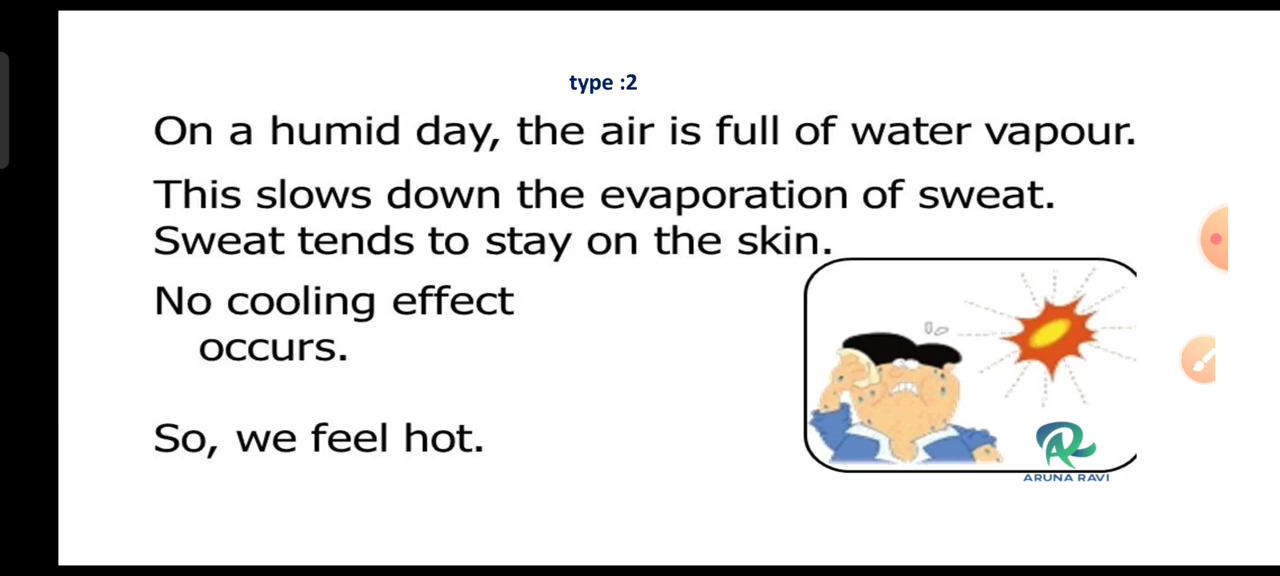 type :2
On a humid day, the air is full of water vapour.
This slows down the evaporation of sweat.
Sweat tends to stay on the skin.
No cooling effect
occurs.
So, we feel hot.
ARUNA RAVI